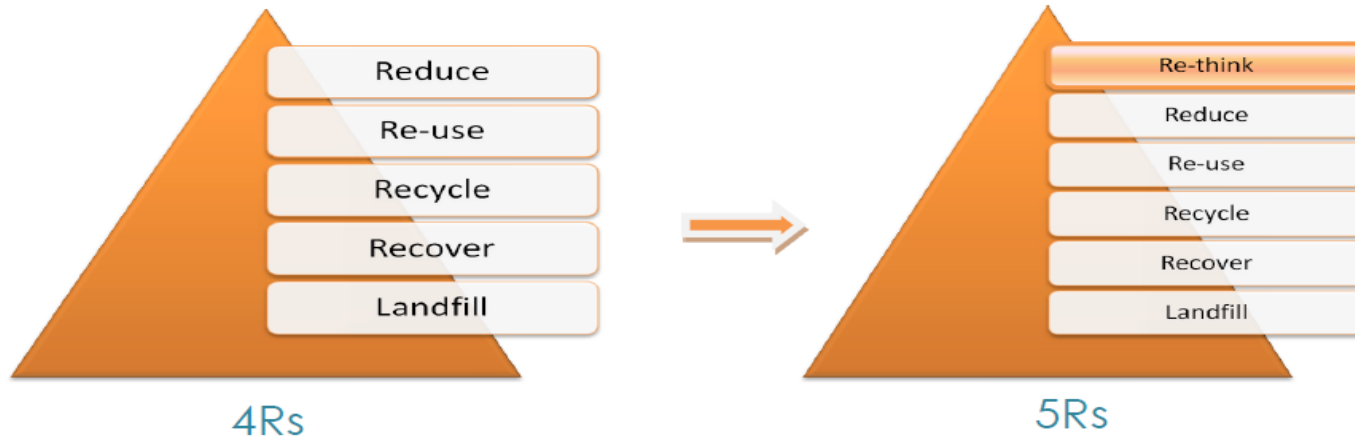 Reduce
Re-use
Recycle
Recover
Landfill
4Rs
Re-think
Reduce
Re-use
Recycle
Recover
Landfill
5Rs